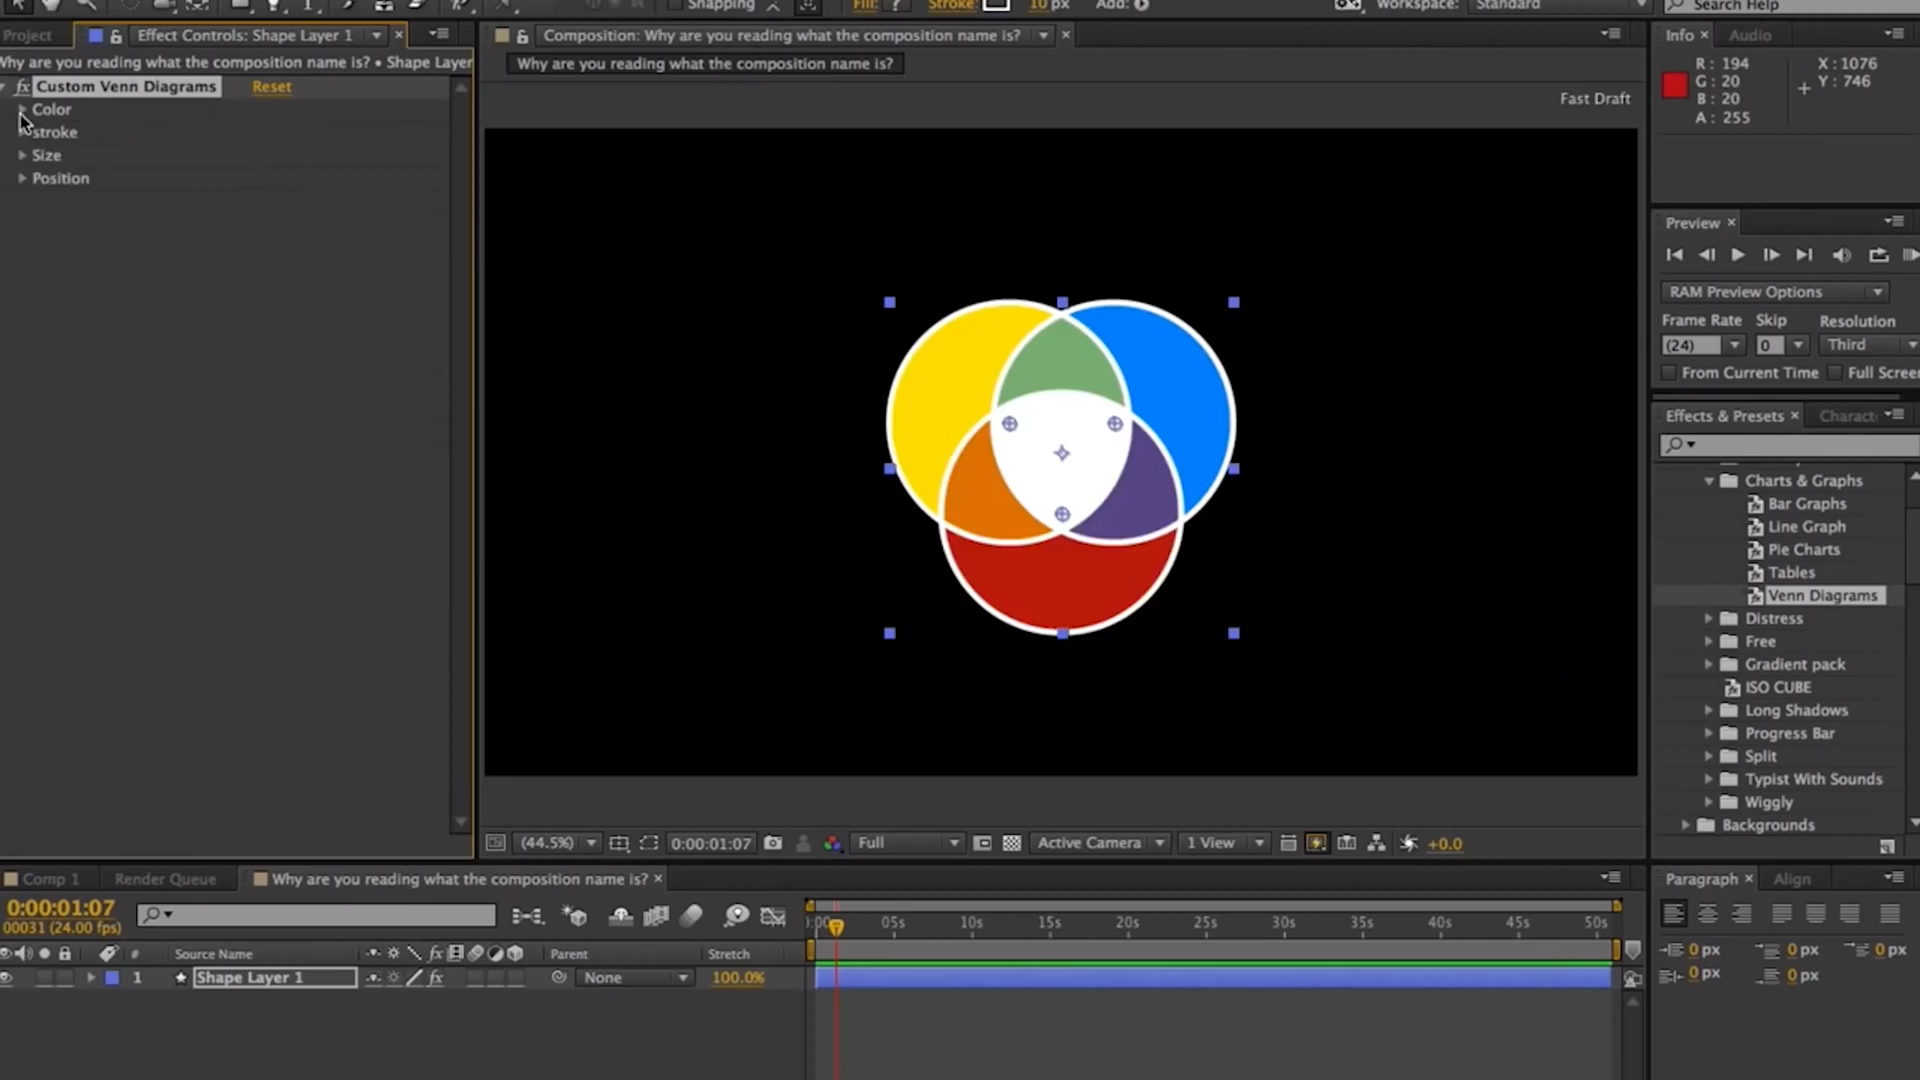 Snapping
Fill: ?
Stroke:
10 px
Add:
Workspace: Standard
Search Help
Project
Effect Controls: Shape Layer 1
Why are you reading what the composition name is? • Shape Layer
fx Custom Venn Diagrams Reset
Color
stroke
Size
Position
Composition: Why are you reading what the composition name is?
Why are you reading what the composition name is?
Fast Draft
Info
Audio
R: 194
G: 20
B: 20
A: 255
X: 1076
Y: 746
Preview
RAM Preview Options
Frame Rate Skip Resolution
(24) 0 Third
From Current Time Full Screen
Effects & Presets
Charact
Charts & Graphs
Bar Graphs
Line Graph
Pie Charts
Tables
Venn Diagrams
Distress
Free
Gradient pack
ISO CUBE
Long Shadows
Progress Bar
Split
Typist With Sounds
Wiggly
Backgrounds
(44.5%) 0:00:01:07 Full Active Camera 1 View +0.0
Comp 1
Render Queue
Why are you reading what the composition name is?
0:00:01:07
00031 (24.00 fps)
:00 05s 10s 15s 20s 25s 30s 35s 40s 45s 50s
# Source Name fx Parent Stretch
1 Shape Layer 1 fx None 100.0%
Paragraph
Align
0 px 0 px 0 px
0 px 0 px